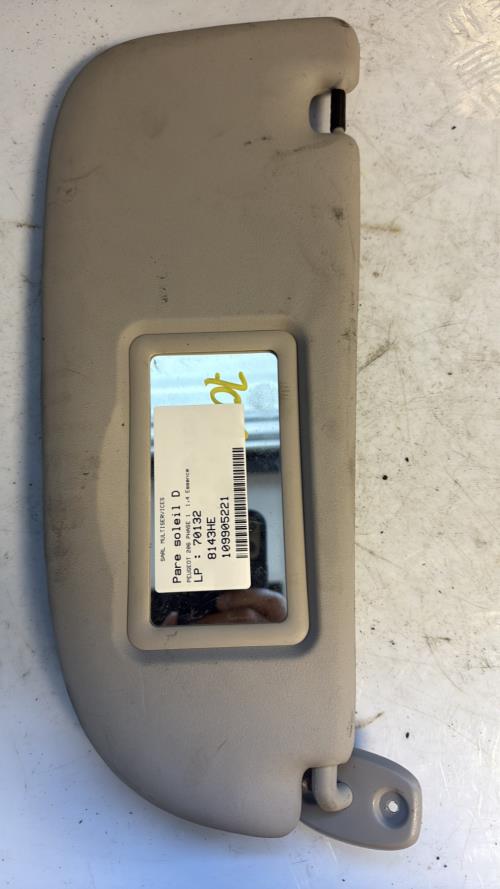 SARL MULTISERVICES
Pare soleil D
PEUGEOT 206 PHASE 1 1.4 Essence
LP : 70132
8143HE
109905221